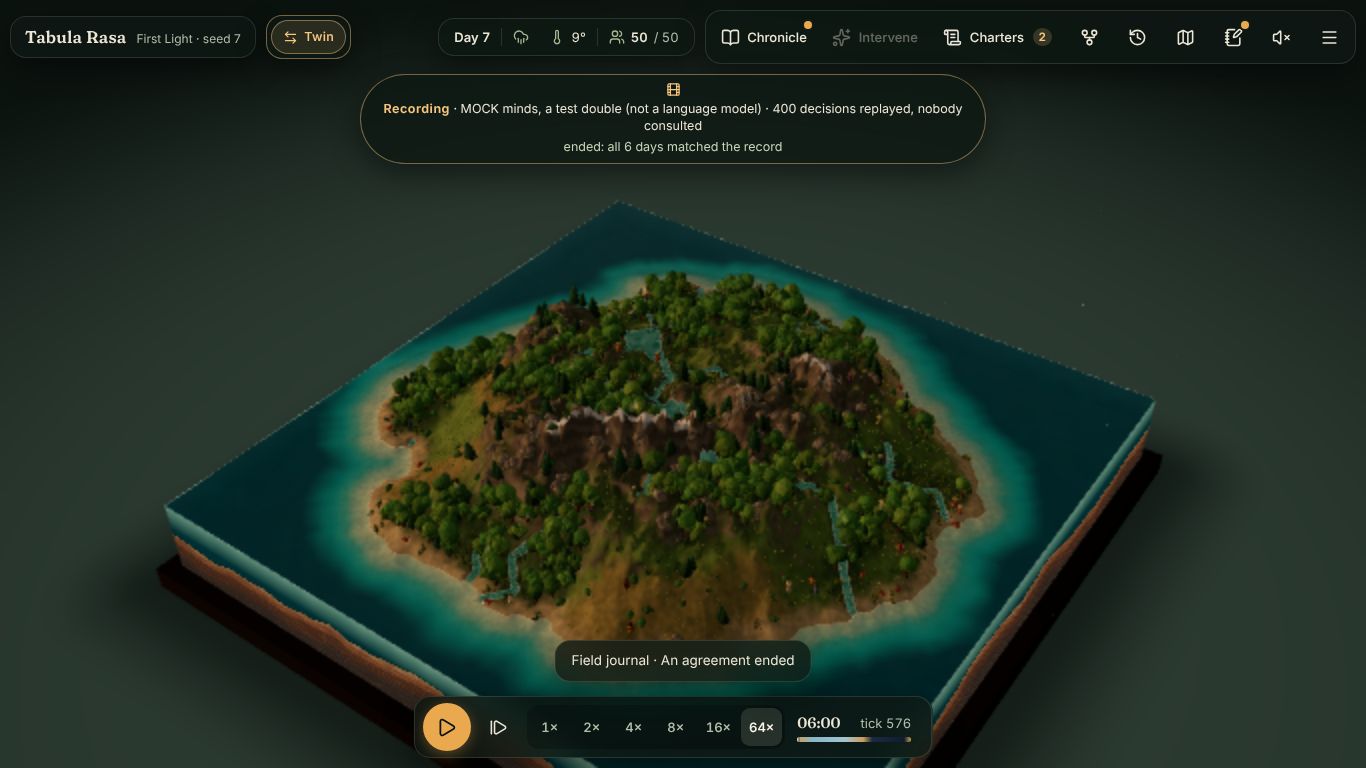 Tabula Rasa First Light · seed 7
Twin
Day 7 9° 50 / 50
Chronicle
Intervene
Charters 2
Recording · MOCK minds, a test double (not a language model) · 400 decisions replayed, nobody
consulted
ended: all 6 days matched the record
Field journal · An agreement ended
1× 2× 4× 8× 16× 64× 06:00 tick 576